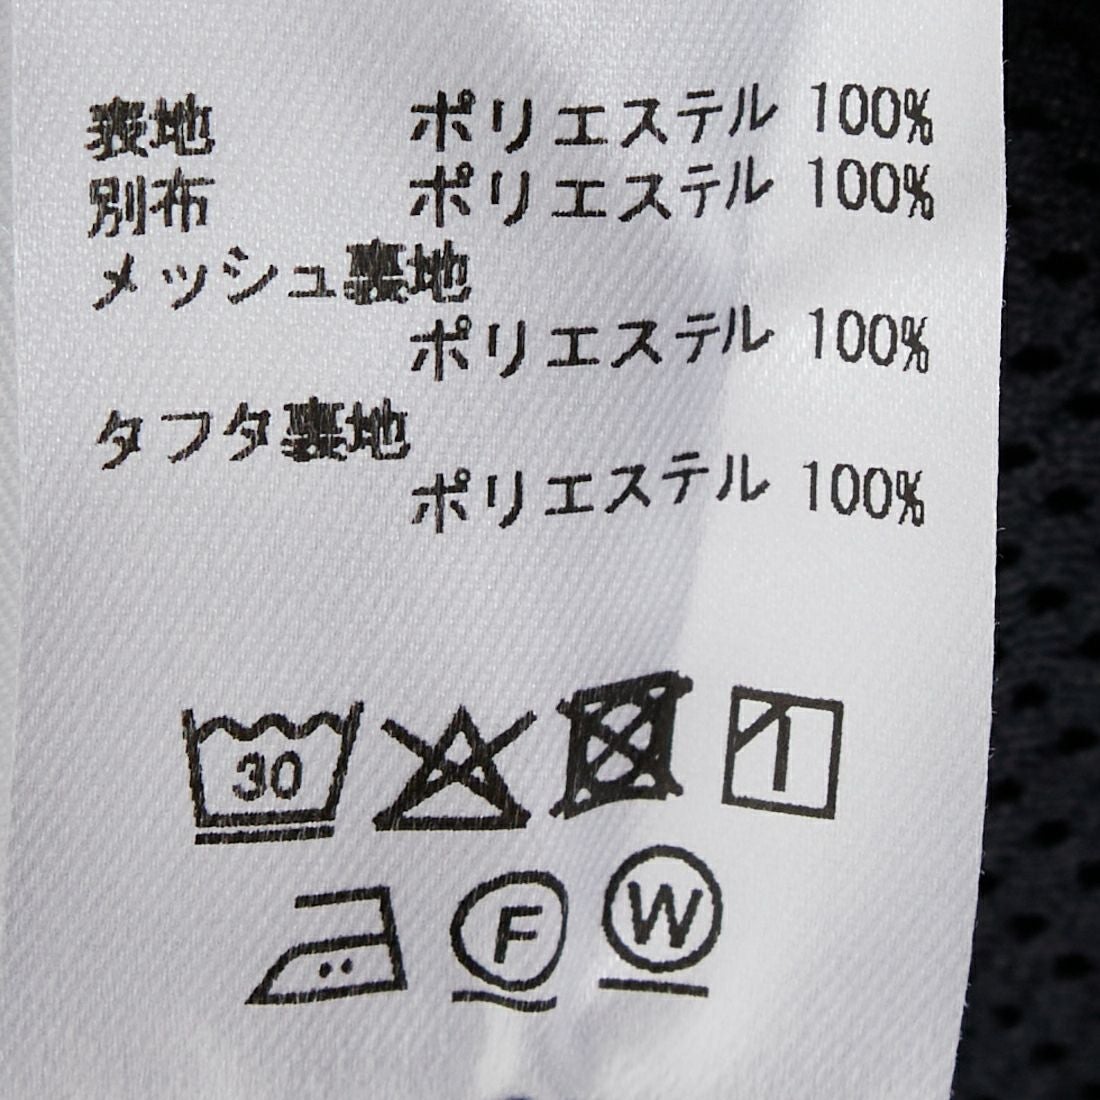 表地 ポリエステル 100%
別布 ポリエステル 100%
メッシュ裏地
ポリエステル 100%
タフタ裏地
ポリエステル 100%
30
F W